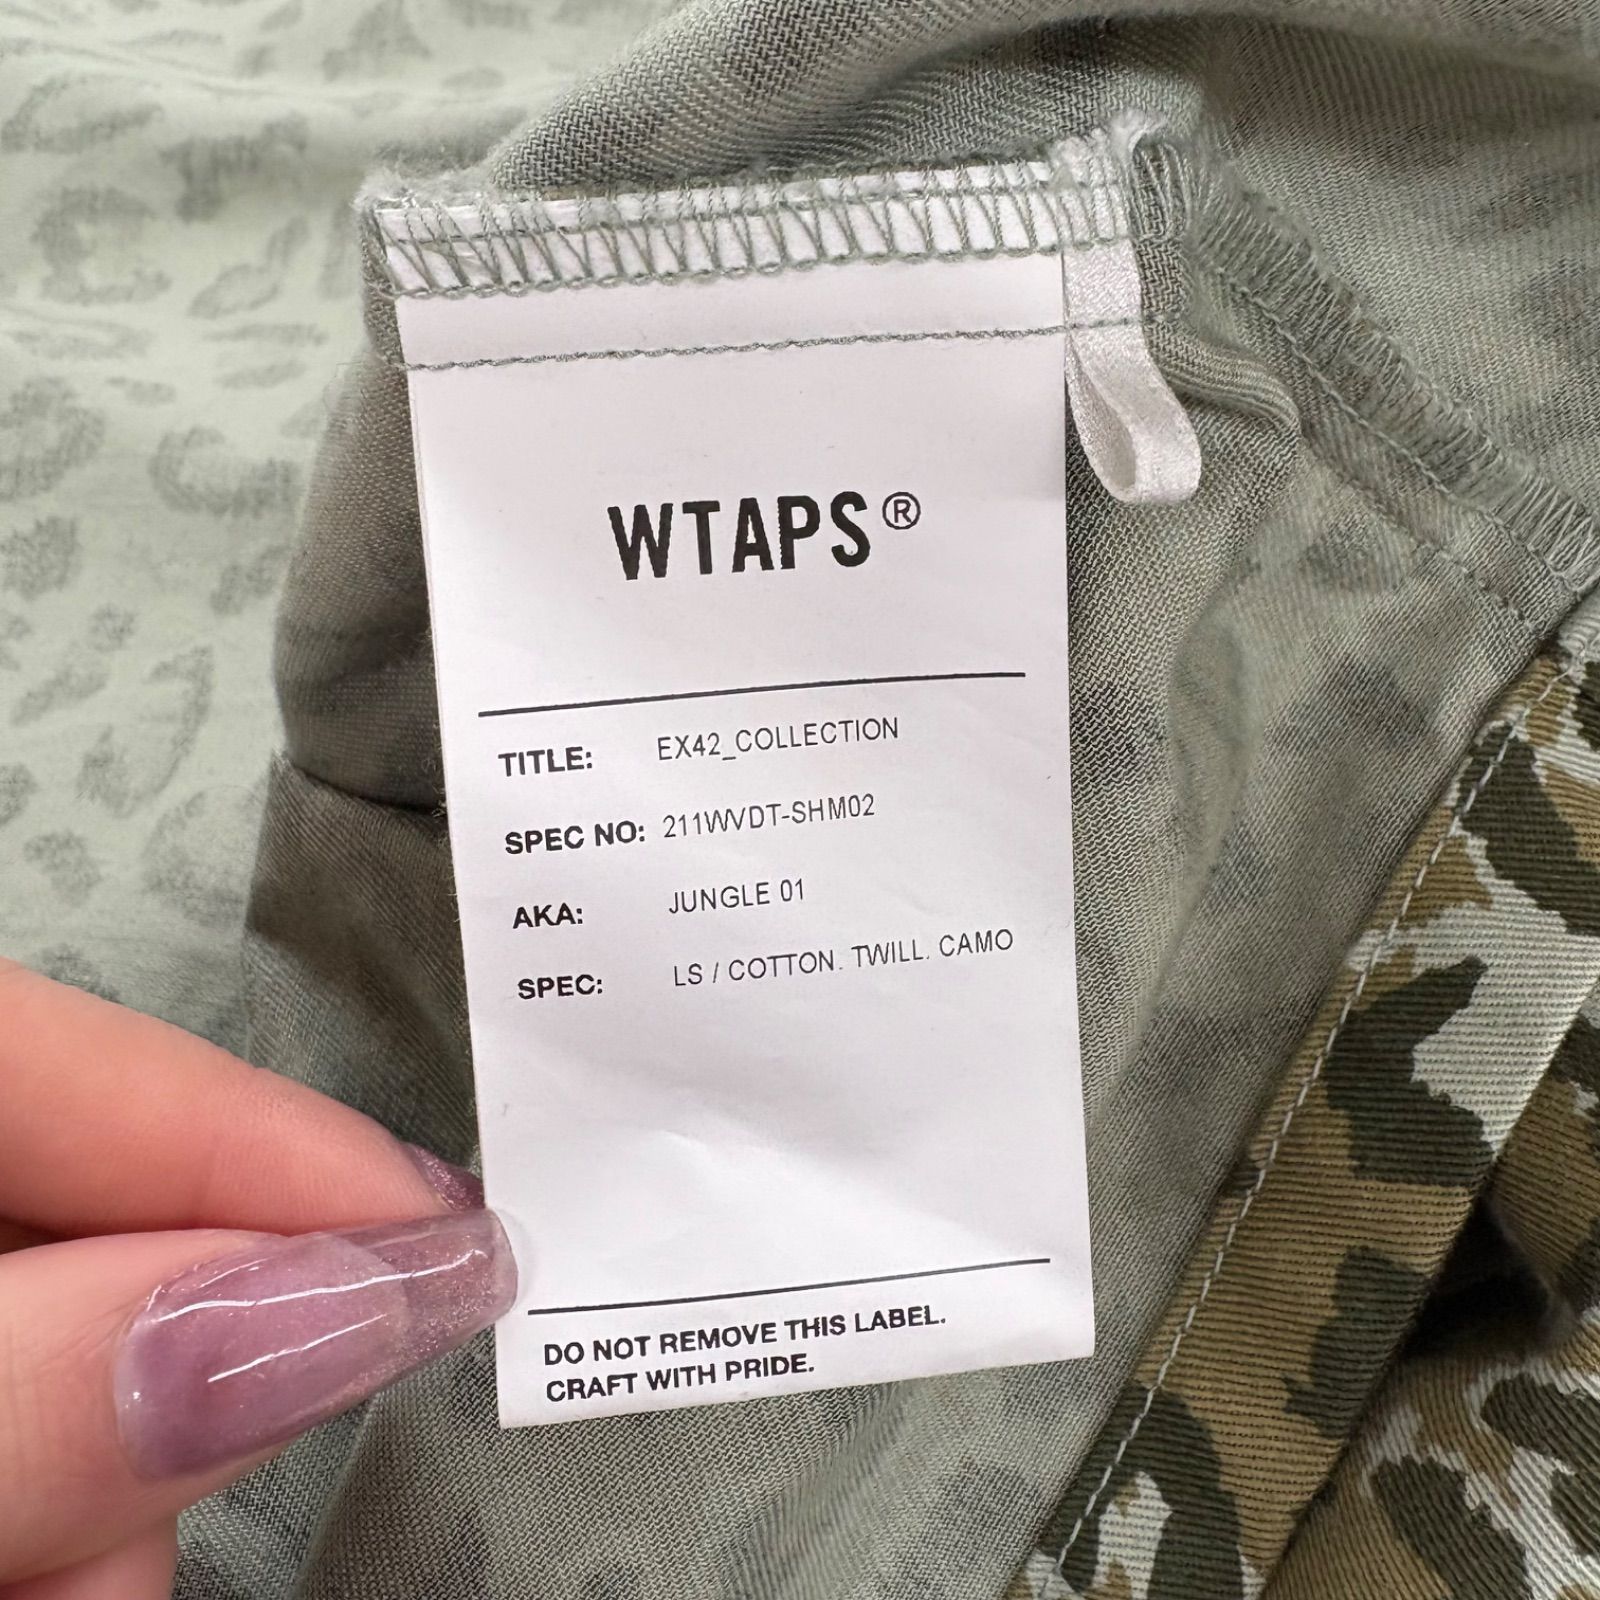 WTAPS®
TITLE: EX42_COLLECTION
SPEC NO: 211WVDT-SHM02
AKA: JUNGLE 01
SPEC: LS / COTTON. TWILL. CAMO
DO NOT REMOVE THIS LABEL.
CRAFT WITH PRIDE.